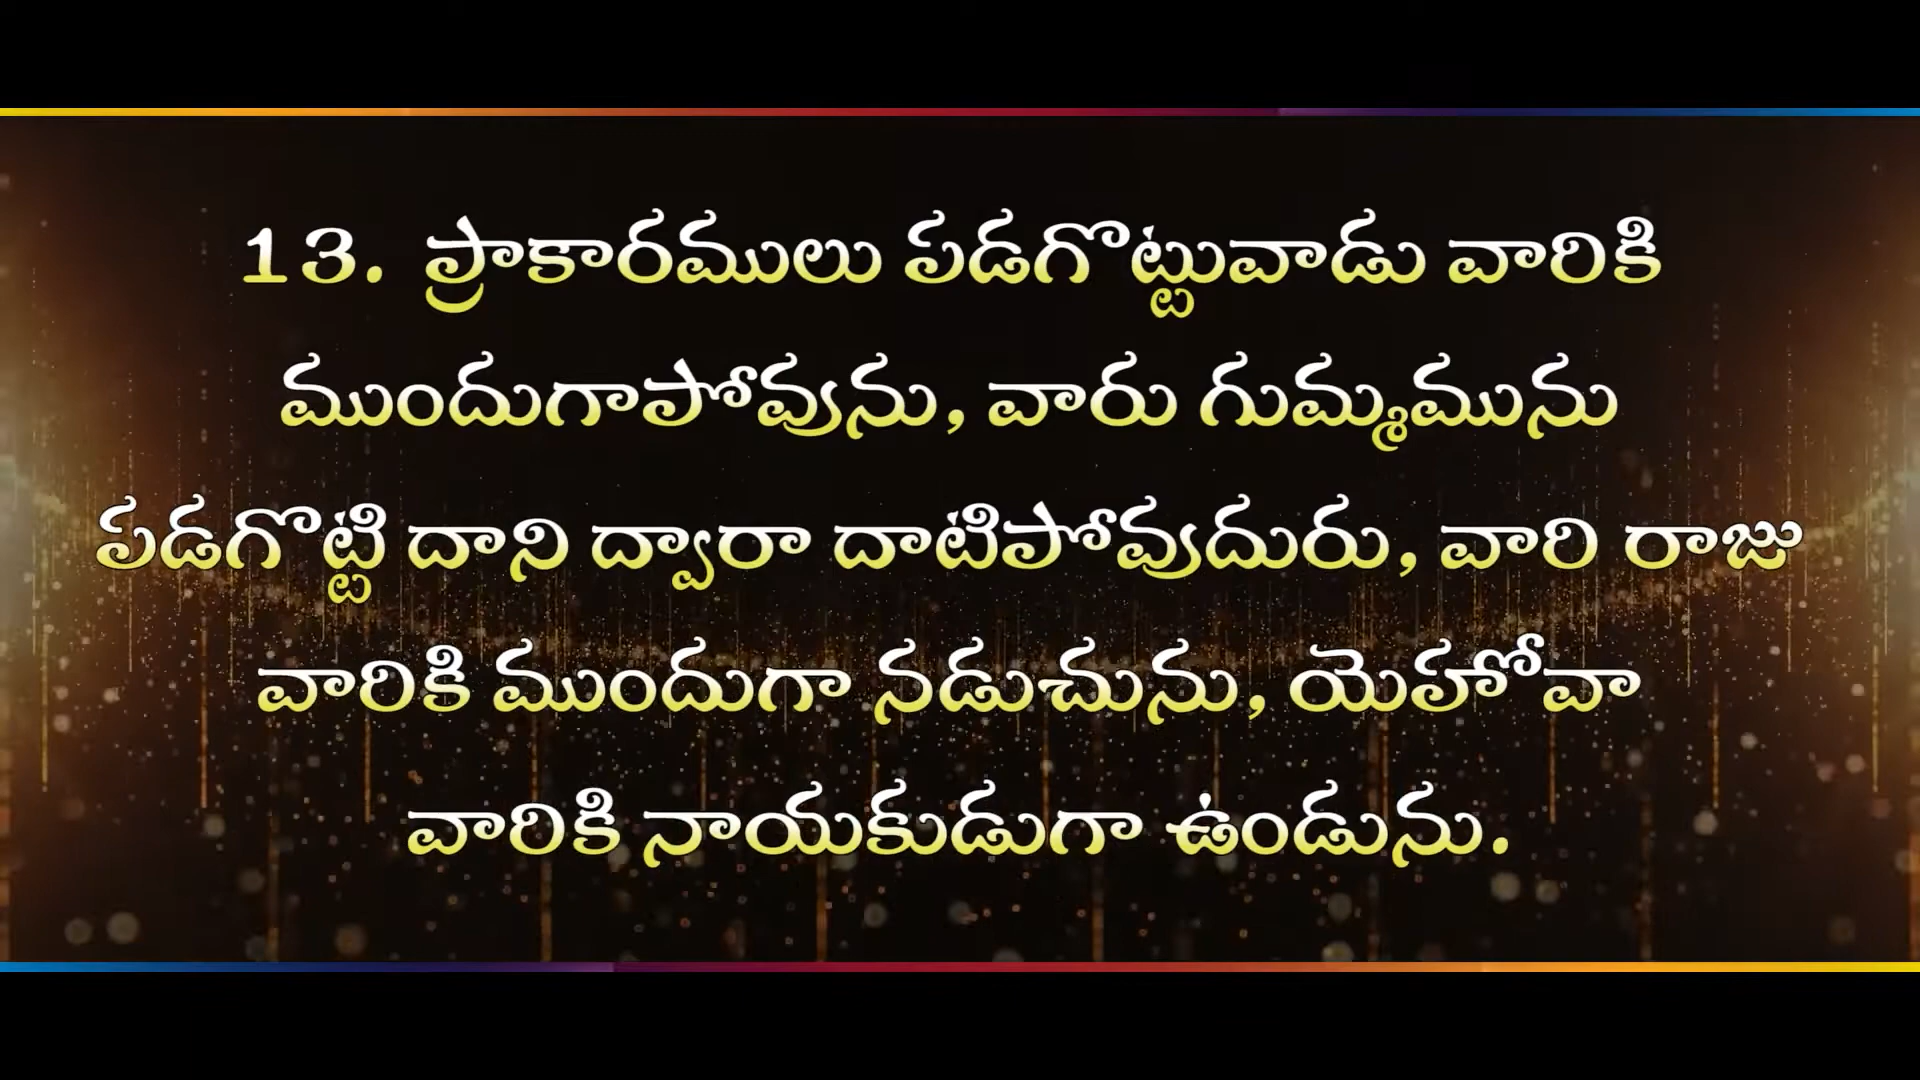 13. ప్రాకారములు పడగొట్టువాడు వారికి
ముందుగాపోవును, వారు గుమ్మమును
పడగొట్టి దాని ద్వారా దాటిపోవుదురు, వారి రాజు
వారికి ముందుగా నడుచును, యెహోవా
వారికి నాయకుడుగా ఉండును.